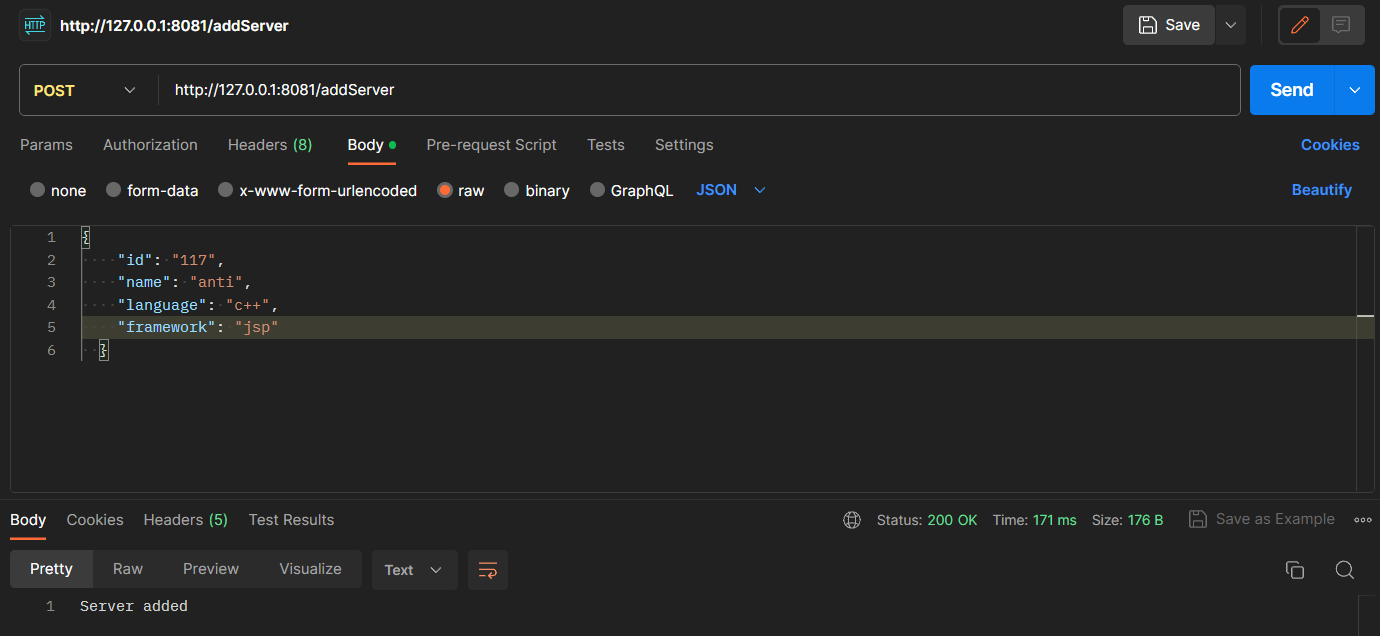 HTTP http://127.0.0.1:8081/addServer Save
POST http://127.0.0.1:8081/addServer Send
Params Authorization Headers (8) Body Pre-request Script Tests Settings Cookies
none form-data x-www-form-urlencoded raw binary GraphQL JSON Beautify
1 {
2 "id": "117",
3 "name": "anti",
4 "language": "c++",
5 "framework": "jsp"
6 }
Body Cookies Headers (5) Test Results Status: 200 OK Time: 171 ms Size: 176 B Save as Example
Pretty Raw Preview Visualize Text
1 Server added